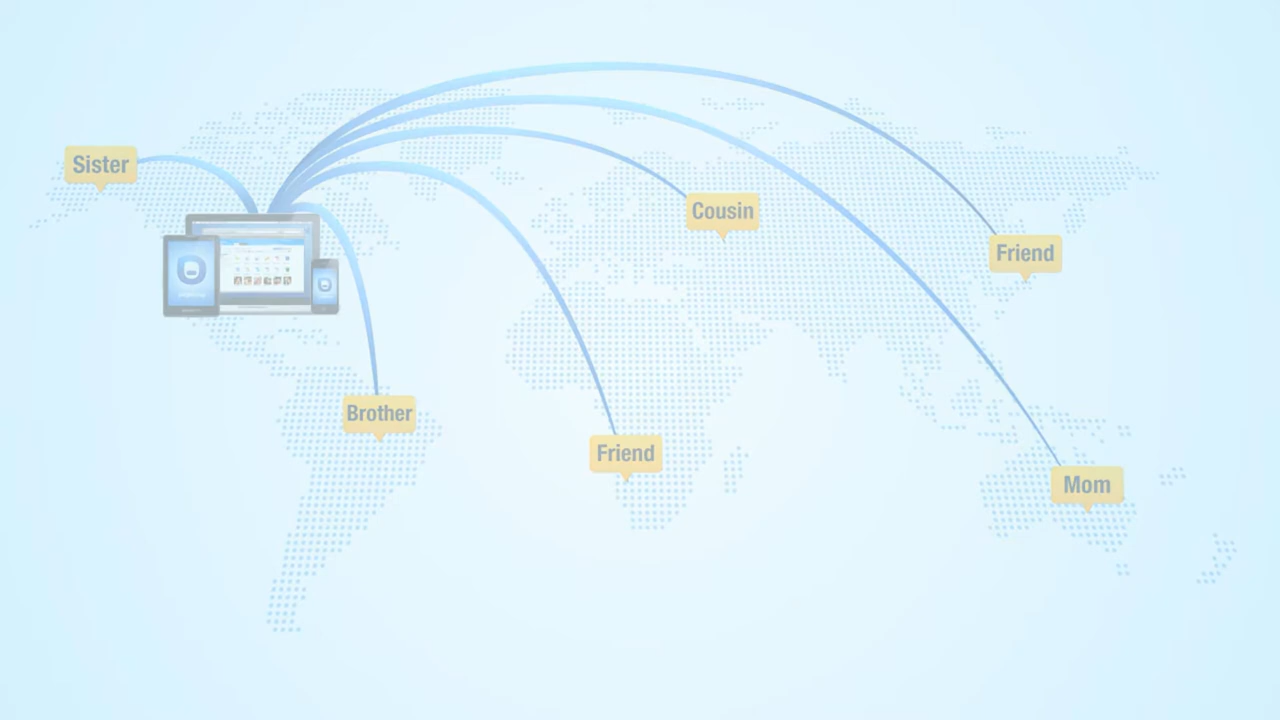 Sister
Cousin
Friend
Brother
Friend
Mom